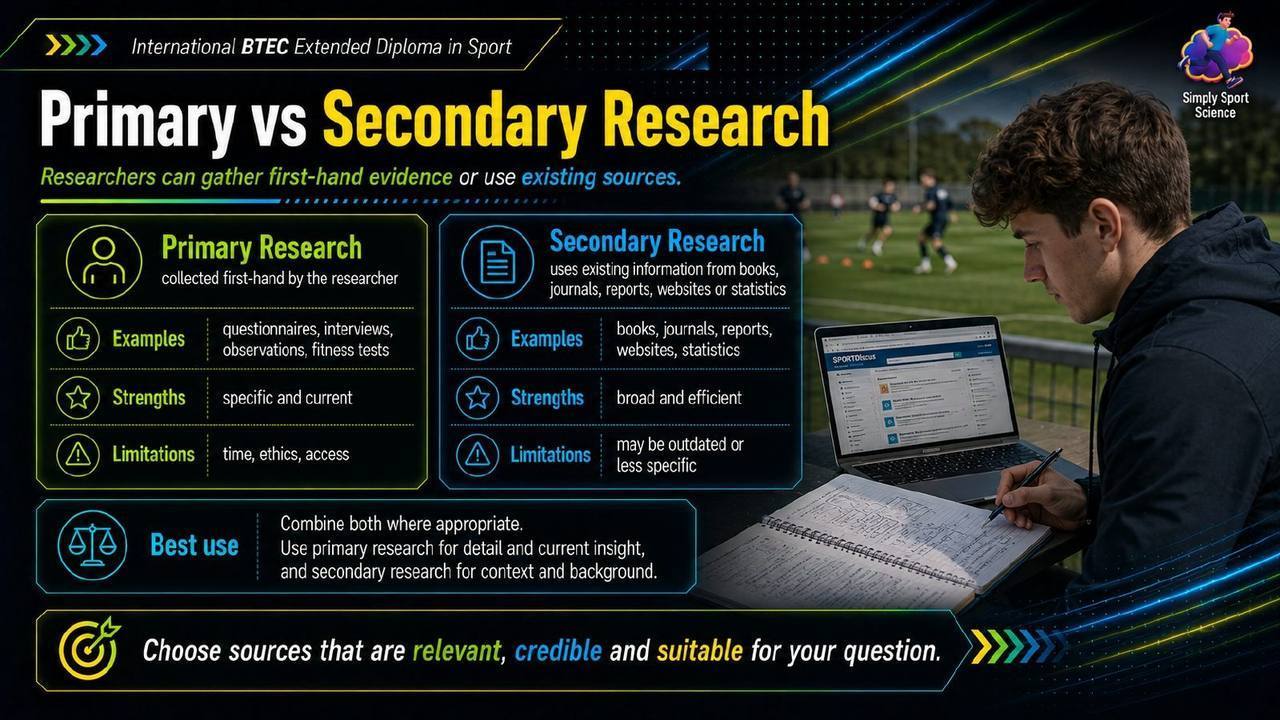 International BTEC Extended Diploma in Sport
Simply Sport
Science
Primary vs Secondary Research
Researchers can gather first-hand evidence or use existing sources.
Primary Research
collected first-hand by the researcher
Examples
questionnaires, interviews,
observations, fitness tests
Strengths
specific and current
Limitations
time, ethics, access
Secondary Research
uses existing information from books,
journals, reports, websites or statistics
Examples
books, journals, reports,
websites, statistics
Strengths
broad and efficient
Limitations
may be outdated or
less specific
SPORTDiscus
Best use
Combine both where appropriate.
Use primary research for detail and current insight,
and secondary research for context and background.
Choose sources that are relevant, credible and suitable for your question.